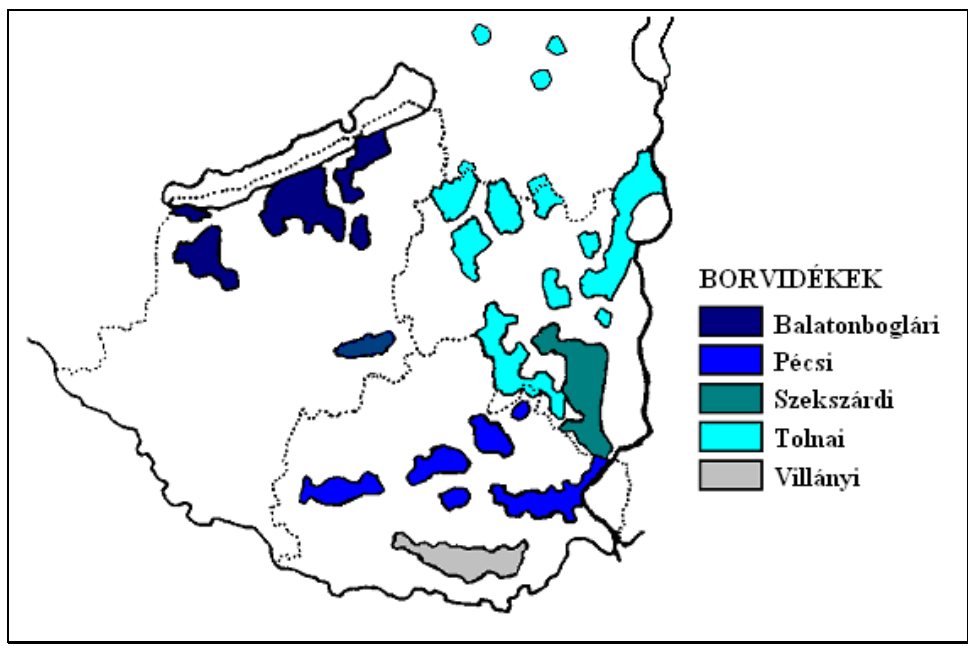 BORVIDÉKEK
Balatonboglári
Pécsi
Szekszárdi
Tolnai
Villányi